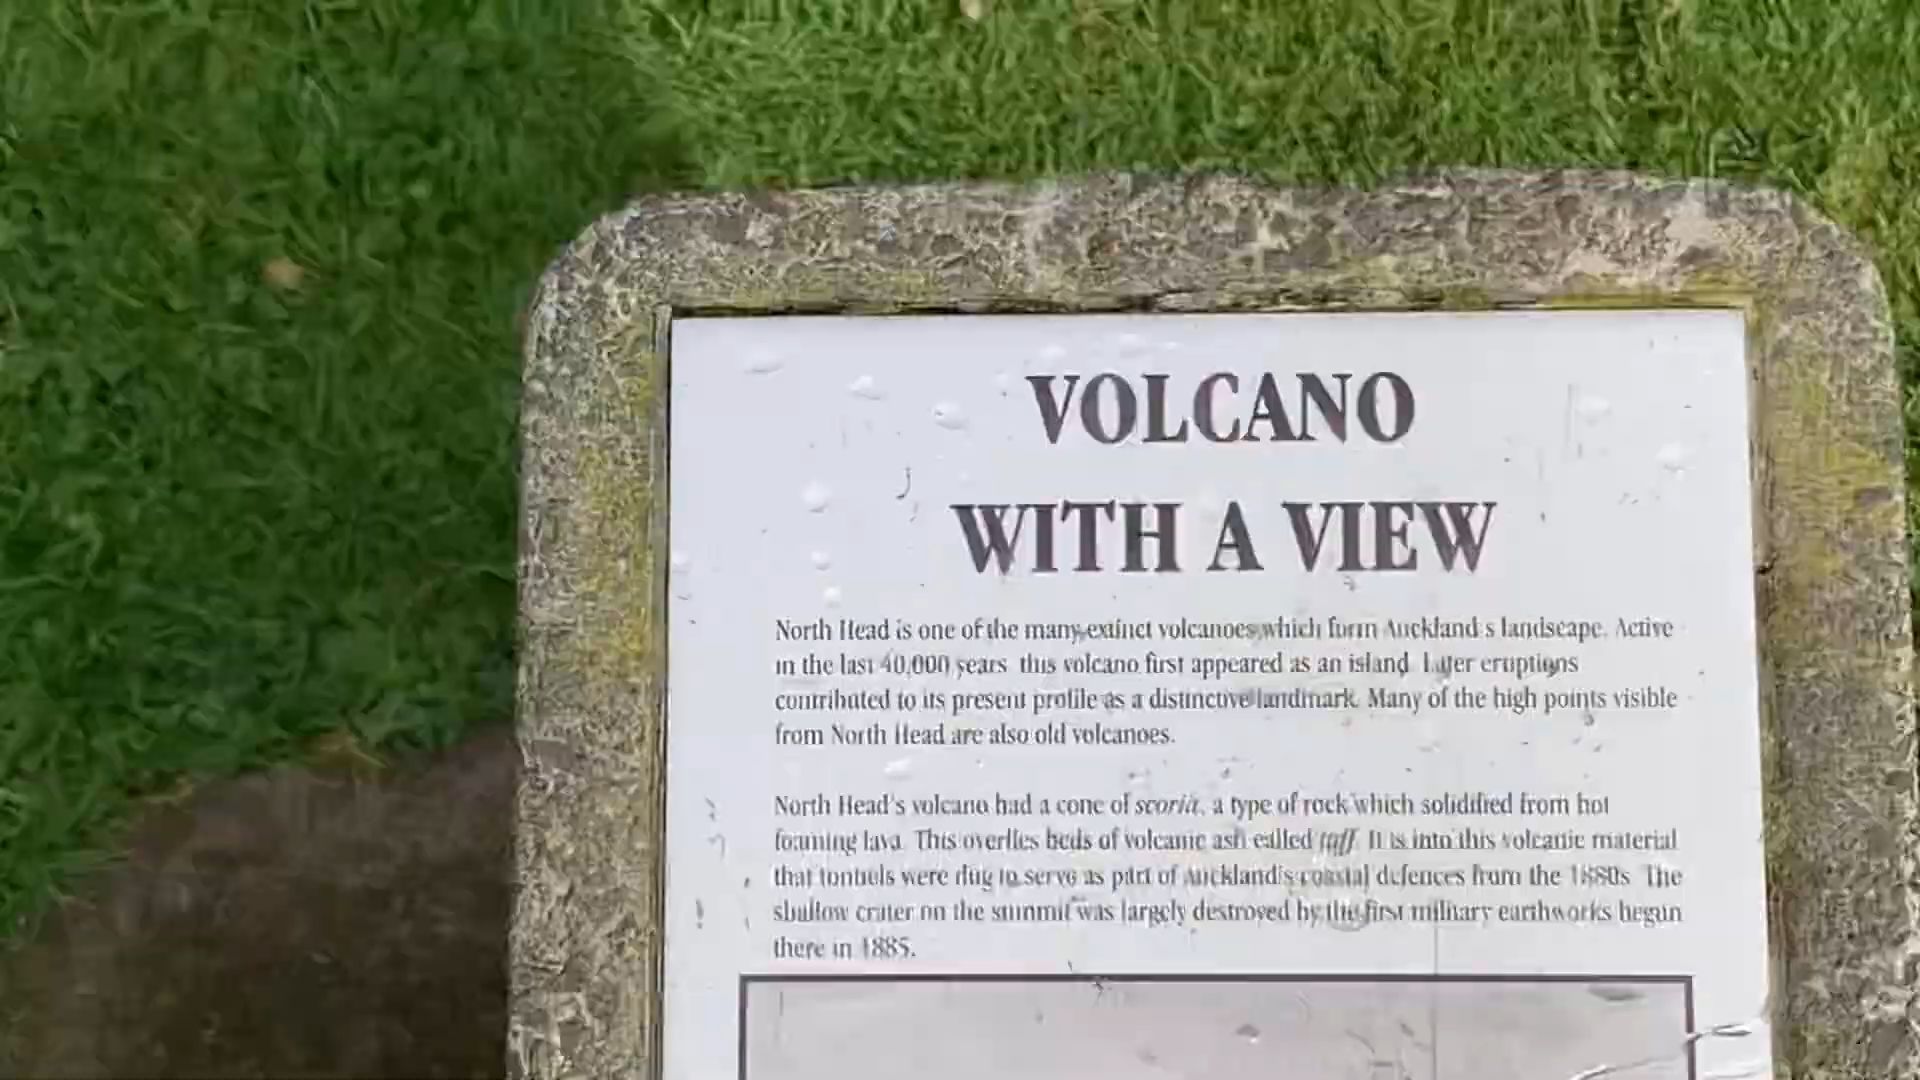 VOLCANO
WITH A VIEW
North Head is one of the many extinct volcanoes which form Auckland's landscape. Active
in the last 40,000 years, this volcano first appeared as an island. Later eruptions
contributed to its present profile as a distinctive landmark. Many of the high points visible
from North Head are also old volcanoes.
North Head's volcano had a cone of scoria, a type of rock which solidified from hot
foaming lava. This overlies beds of volcanic ash called tuff. It is into this volcanic material
that tunnels were dug to serve as part of Auckland's coastal defences from the 1880s. The
shallow crater on the summit was largely destroyed by the first military earthworks begun
there in 1885.